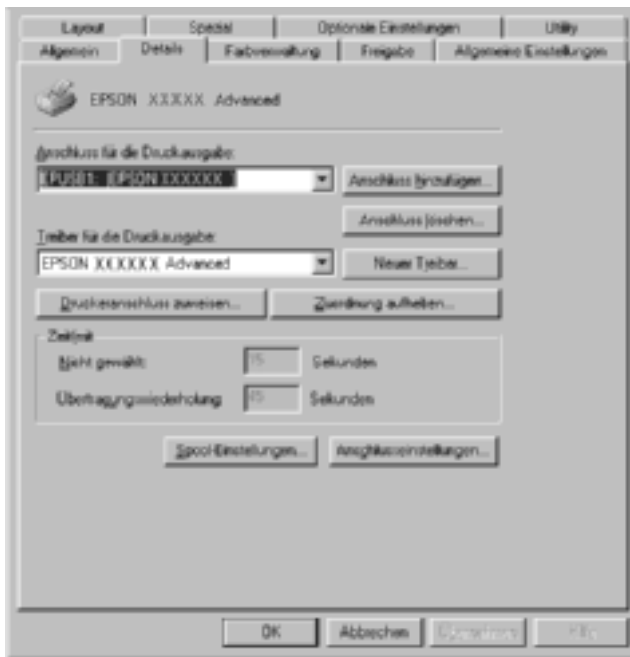 Layout Spezial Optionale Einstellungen Utility
Allgemein Details Farbverwaltung Freigabe Allgemeine Einstellungen
EPSON XXXXX Advanced
Anschluss für die Druckausgabe:
EPUSB1: (EPSON XXXXXX)
Anschluss hinzufügen...
Anschluss löschen...
Treiber für die Druckausgabe:
EPSON XXXXXX Advanced
Neuer Treiber...
Druckeranschluss zuweisen... Zuordnung aufheben...
Zeitlimit
Nicht gewählt: 15 Sekunden
Übertragungswiederholung: 45 Sekunden
Spool-Einstellungen... Anschlusseinstellungen...
OK Abbrechen Übernehmen Hilfe